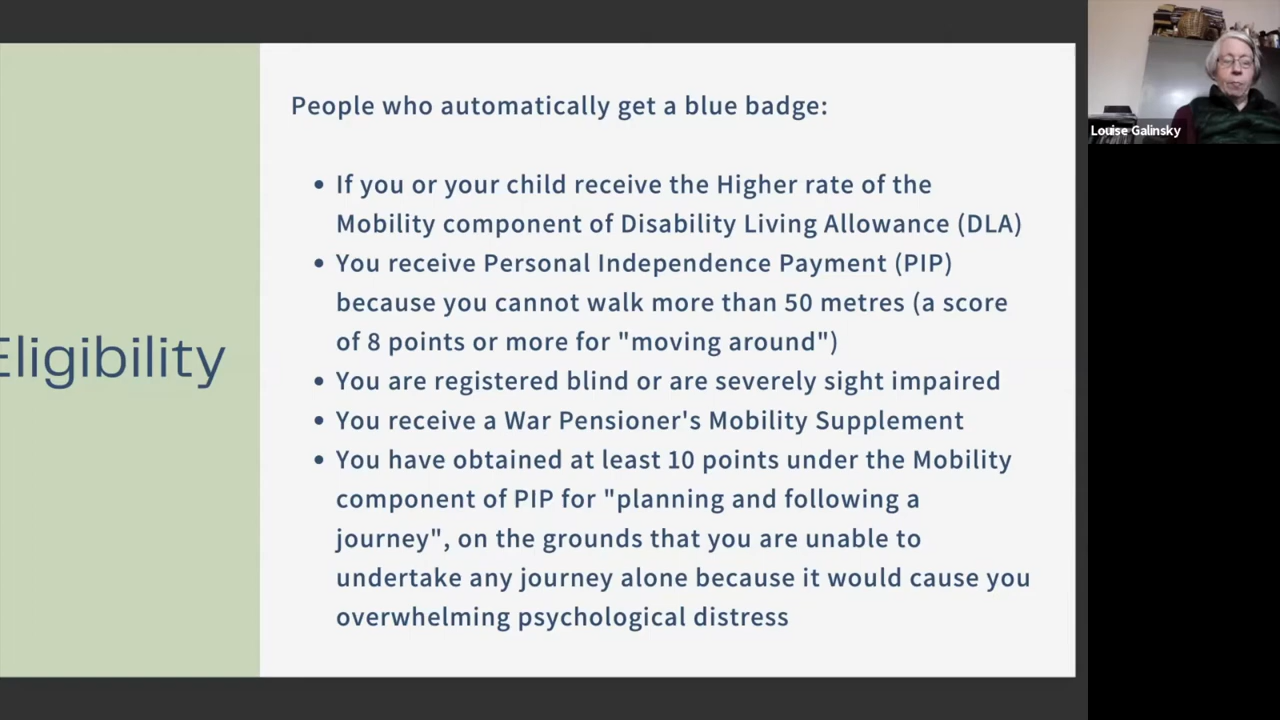 Eligibility
People who automatically get a blue badge:
• If you or your child receive the Higher rate of the
Mobility component of Disability Living Allowance (DLA)
• You receive Personal Independence Payment (PIP)
because you cannot walk more than 50 metres (a score
of 8 points or more for "moving around")
• You are registered blind or are severely sight impaired
• You receive a War Pensioner's Mobility Supplement
• You have obtained at least 10 points under the Mobility
component of PIP for "planning and following a
journey", on the grounds that you are unable to
undertake any journey alone because it would cause you
overwhelming psychological distress
Louise Galinsky